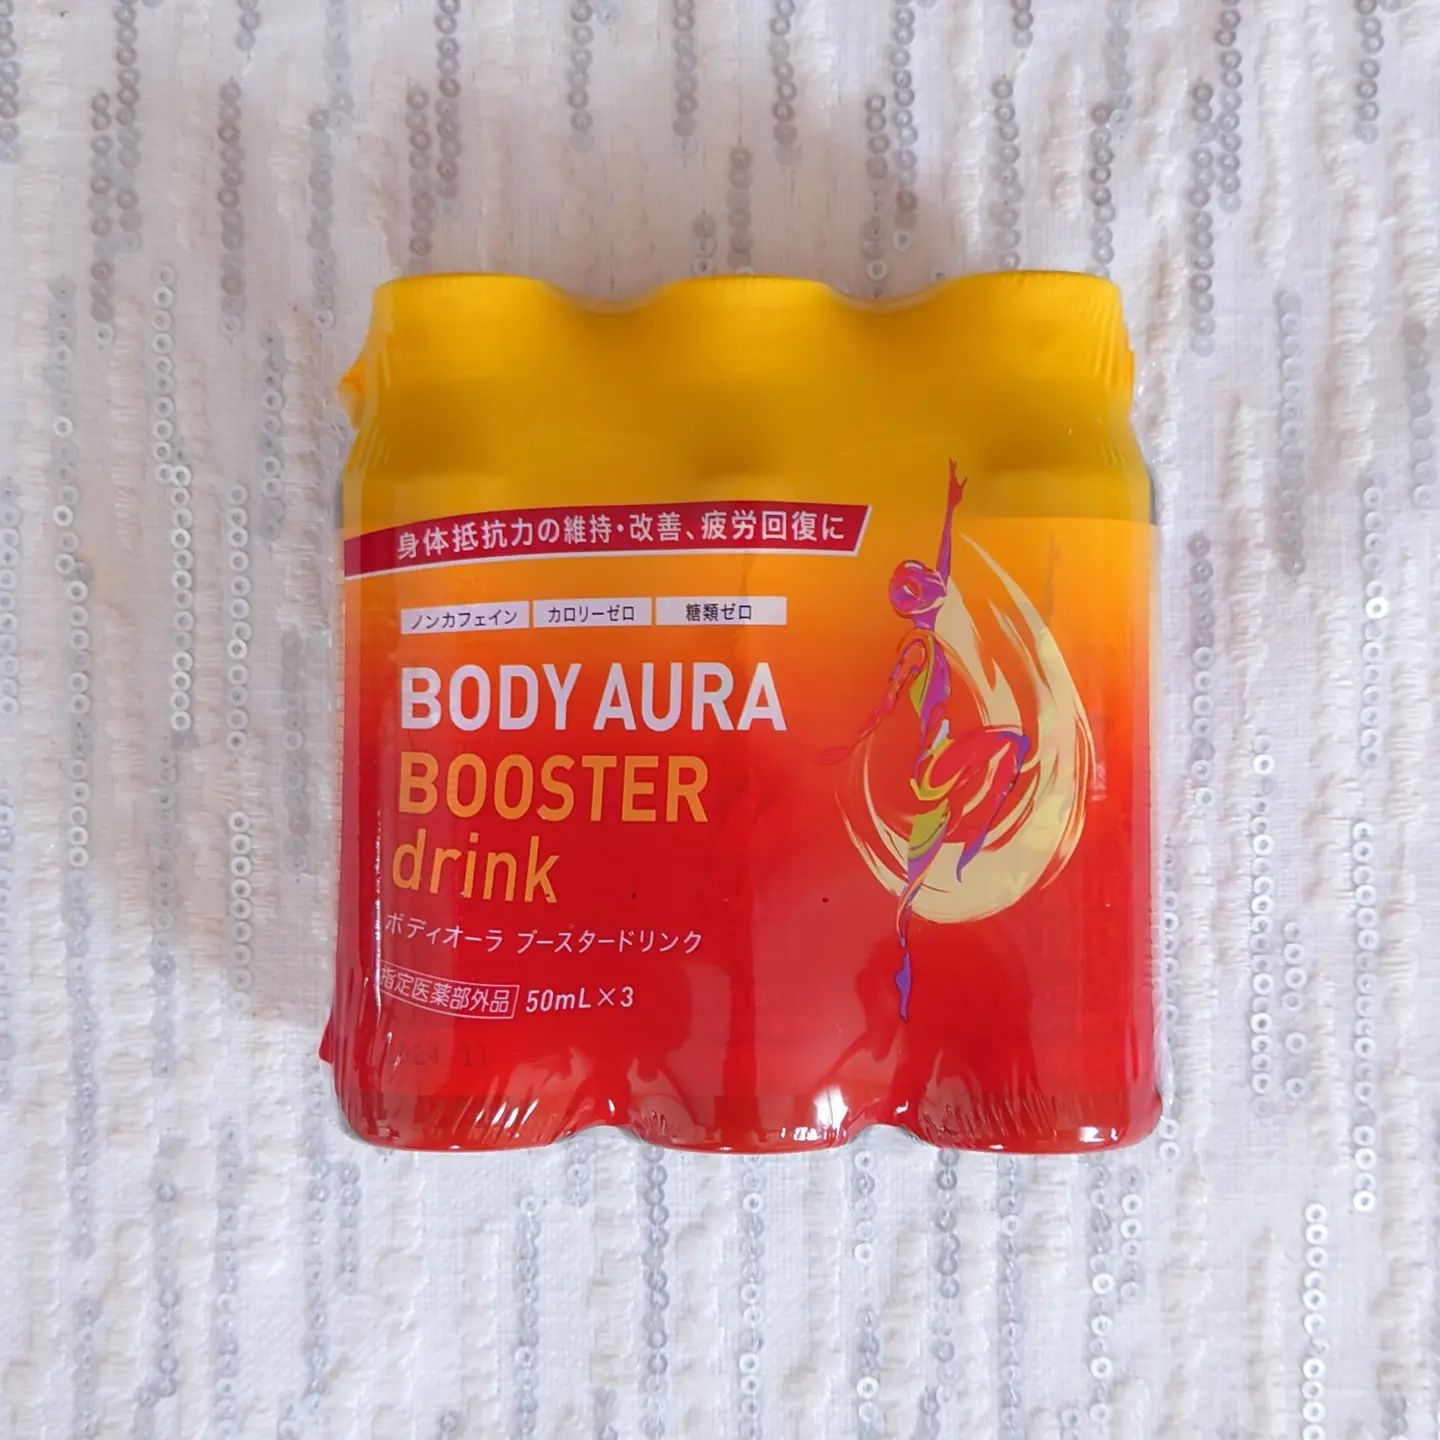 身体抵抗力の維持・改善、疲労回復に
ノンカフェイン カロリーゼロ 糖類ゼロ
BODY AURA
BOOSTER
drink
ボディオーラ ブースタードリンク
指定医薬部外品 50mL×3